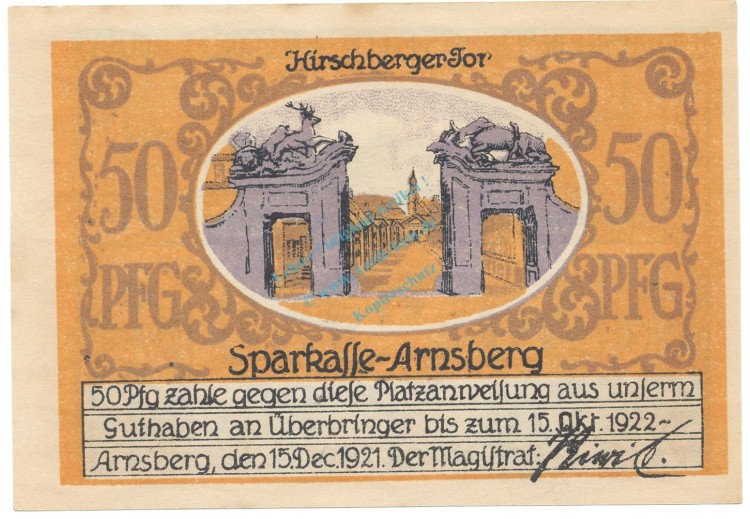 Hirschberger Tor
50 50
PFG PFG
Sparkasse-Arnsberg
50 Pfg zahle gegen diese Platzanweisung aus unserm
Guthaben an Überbringer bis zum 15. Okt. 1922~
Arnsberg, den 15. Dec. 1921. Der Magistrat:
Kopierschutz